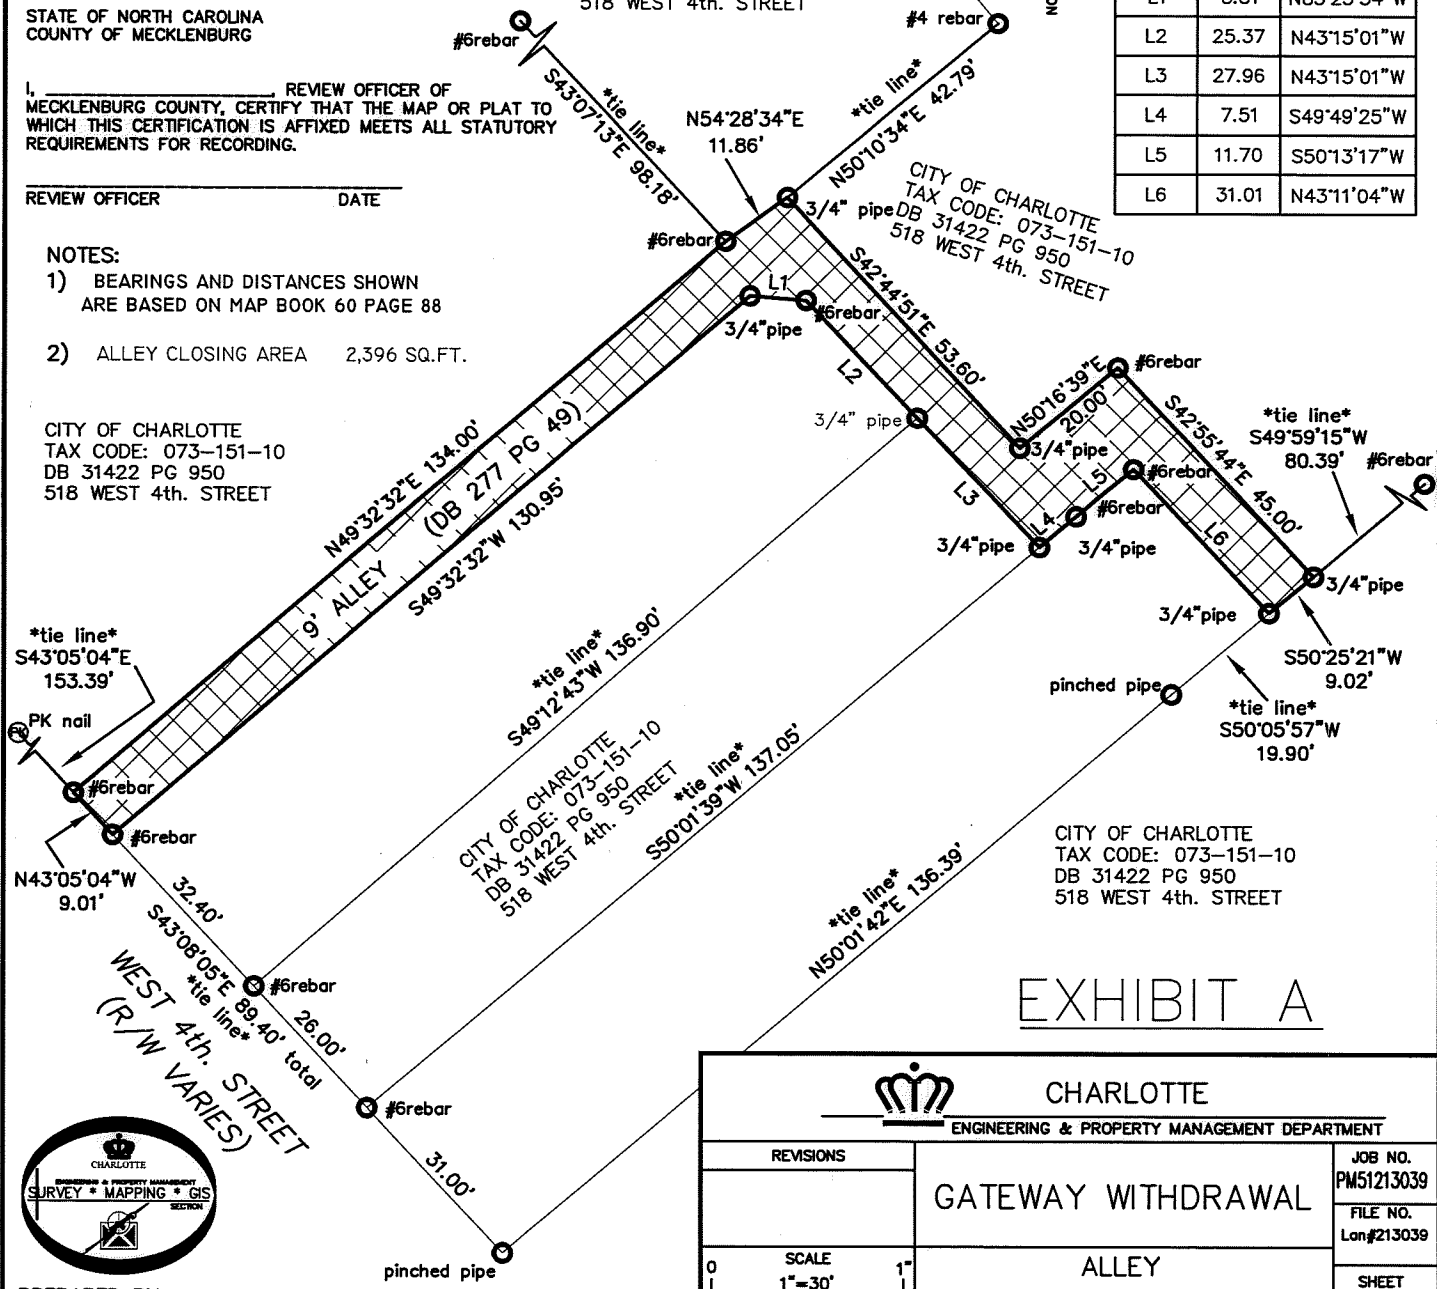 518 WEST 4th. STREET
STATE OF NORTH CAROLINA
COUNTY OF MECKLENBURG
I, ____________________, REVIEW OFFICER OF
MECKLENBURG COUNTY, CERTIFY THAT THE MAP OR PLAT TO
WHICH THIS CERTIFICATION IS AFFIXED MEETS ALL STATUTORY
REQUIREMENTS FOR RECORDING.
REVIEW OFFICER DATE
NOTES:
1) BEARINGS AND DISTANCES SHOWN
ARE BASED ON MAP BOOK 60 PAGE 88
2) ALLEY CLOSING AREA 2,396 SQ.FT.
CITY OF CHARLOTTE
TAX CODE: 073-151-10
DB 31422 PG 950
518 WEST 4th. STREET
#6rebar
*tie line*
S43°07'13"E 98.18'
N54°28'34"E
11.86'
#4 rebar
*tie line*
N50°10'34"E 42.79'
L2 25.37 N43°15'01"W
L3 27.96 N43°15'01"W
L4 7.51 S49°49'25"W
L5 11.70 S50°13'17"W
L6 31.01 N43°11'04"W
CITY OF CHARLOTTE
TAX CODE: 073-151-10
DB 31422 PG 950
518 WEST 4th. STREET
3/4" pipe
#6rebar
L1
#6rebar
3/4"pipe
L2
S42°44'51"E 53.60'
3/4" pipe
N50°16'39"E
20.00'
#6rebar
3/4"pipe
S42°55'44"E 45.00'
*tie line*
S49°59'15"W
80.39'
#6rebar
L3
L4
L5
#6rebar
#6rebar
3/4"pipe
3/4"pipe
L6
3/4"pipe
3/4"pipe
S50°25'21"W
9.02'
pinched pipe
*tie line*
S50°05'57"W
19.90'
N49°32'32"E 134.00'
9' ALLEY (DB 277 PG 49)
S49°32'32"W 130.95'
*tie line*
S43°05'04"E
153.39'
PK
PK nail
#6rebar
#6rebar
N43°05'04"W
9.01'
*tie line*
S49°12'43"W 136.90'
CITY OF CHARLOTTE
TAX CODE: 073-151-10
DB 31422 PG 950
518 WEST 4th. STREET
*tie line*
S50°01'39"W 137.05'
*tie line*
N50°01'42"E 136.39'
CITY OF CHARLOTTE
TAX CODE: 073-151-10
DB 31422 PG 950
518 WEST 4th. STREET
32.40'
S43°08'05"E 89.40' total
*tie line*
#6rebar
26.00'
#6rebar
31.00'
pinched pipe
WEST 4th. STREET
(R/W VARIES)
EXHIBIT A
CHARLOTTE
ENGINEERING & PROPERTY MANAGEMENT
SURVEY * MAPPING * GIS
SECTION
CHARLOTTE
ENGINEERING & PROPERTY MANAGEMENT DEPARTMENT
REVISIONS
GATEWAY WITHDRAWAL
JOB NO.
PM51213039
FILE NO.
Lan#213039
0 SCALE 1"
1"=30'
ALLEY
SHEET